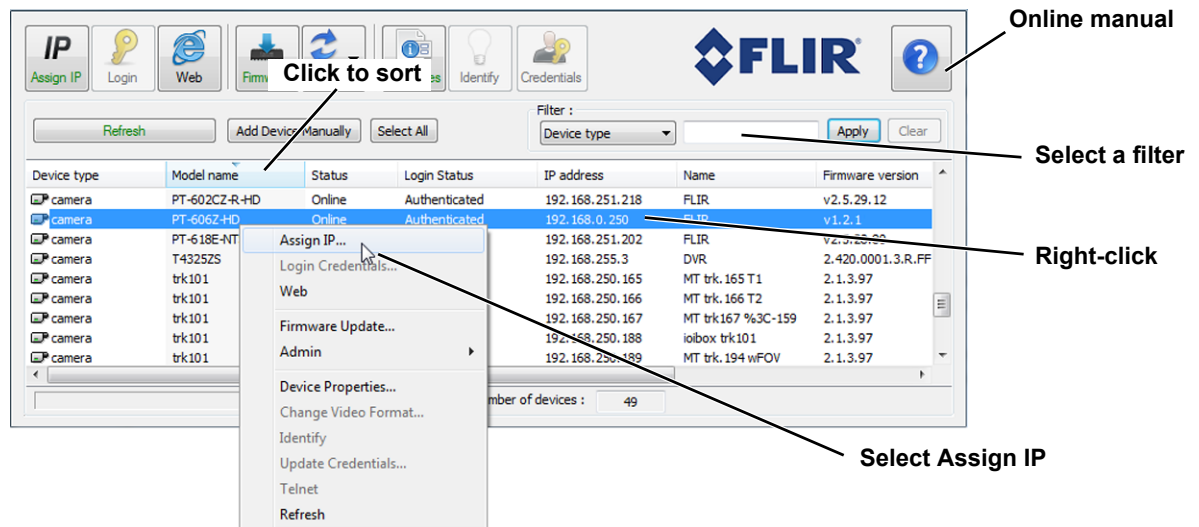 Online manual
IP
Assign IP
Login
Web
Click to sort
Identify
Credentials
FLIR
?
Refresh
Add Device Manually
Select All
Filter :
Device type
Apply
Clear
Select a filter
Device type Model name Status Login Status IP address Name Firmware version
camera PT-602CZ-R-HD Online Authenticated 192.168.251.218 FLIR v2.5.29.12
camera PT-606Z-HD Online Authenticated 192.168.0.250 FLIR v1.2.1
camera PT-618E-NT 192.168.251.202 FLIR
Right-click
camera T4325ZS 192.168.255.3 DVR 2.420.0001.3.R.FF
camera trk101 192.168.250.165 MT trk.165 T1 2.1.3.97
camera trk101 192.168.250.166 MT trk.166 T2 2.1.3.97
camera trk101 192.168.250.167 MT trk167 %3C-159 2.1.3.97
camera trk101 192.168.250.188 ioibox trk101 2.1.3.97
camera trk101 192.168.250.189 MT trk.194 wFOV 2.1.3.97
mber of devices : 49
Assign IP...
Login Credentials...
Web
Firmware Update...
Admin
Device Properties...
Change Video Format...
Identify
Update Credentials...
Telnet
Refresh
Select Assign IP